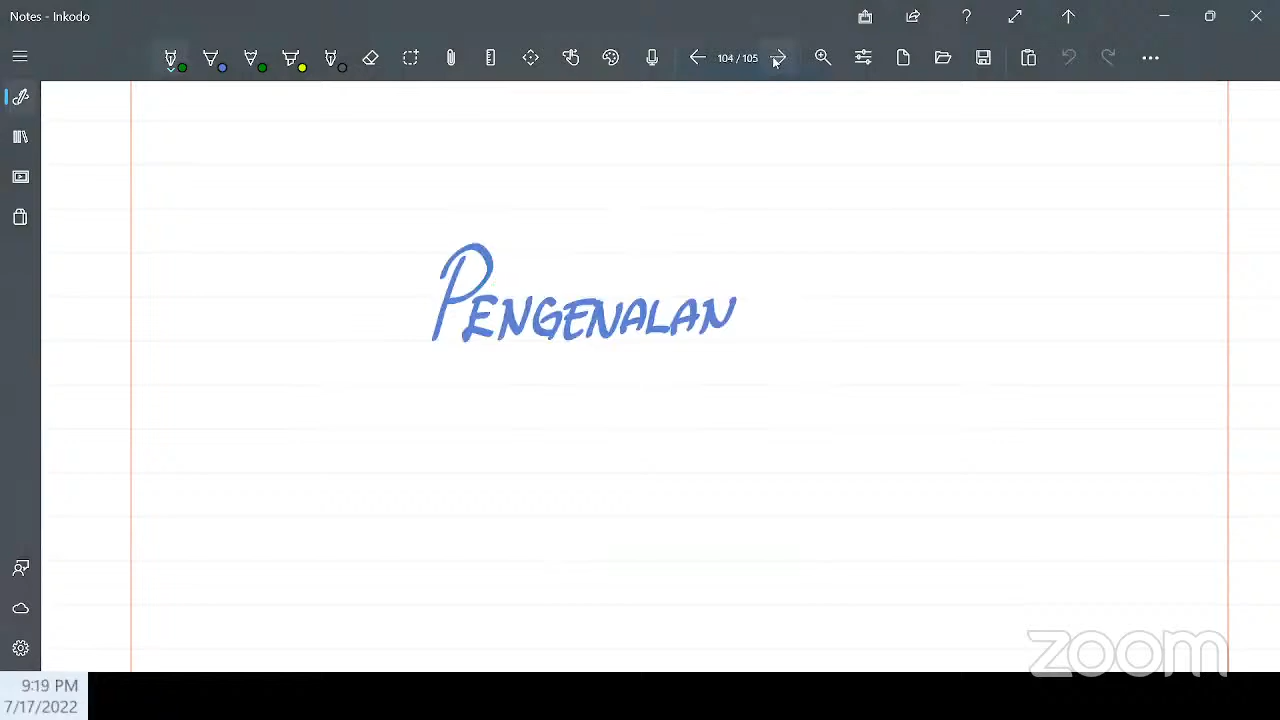 Notes - Inkodo
104 / 105
PENGENALAN
zoom
9:19 PM
7/17/2022